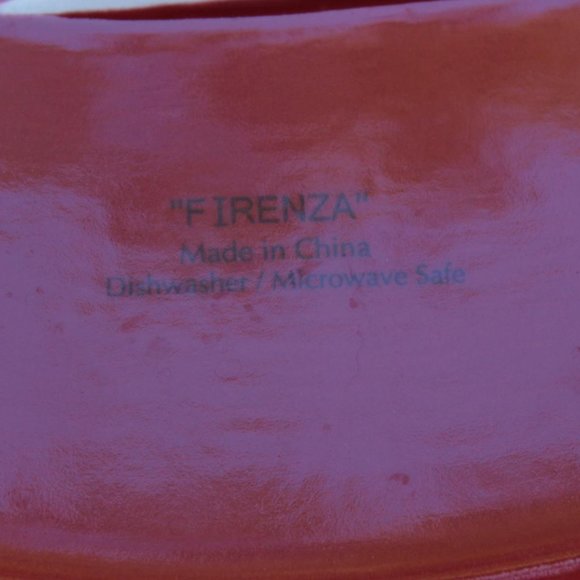 "FIRENZA"
Made in China
Dishwasher / Microwave Safe